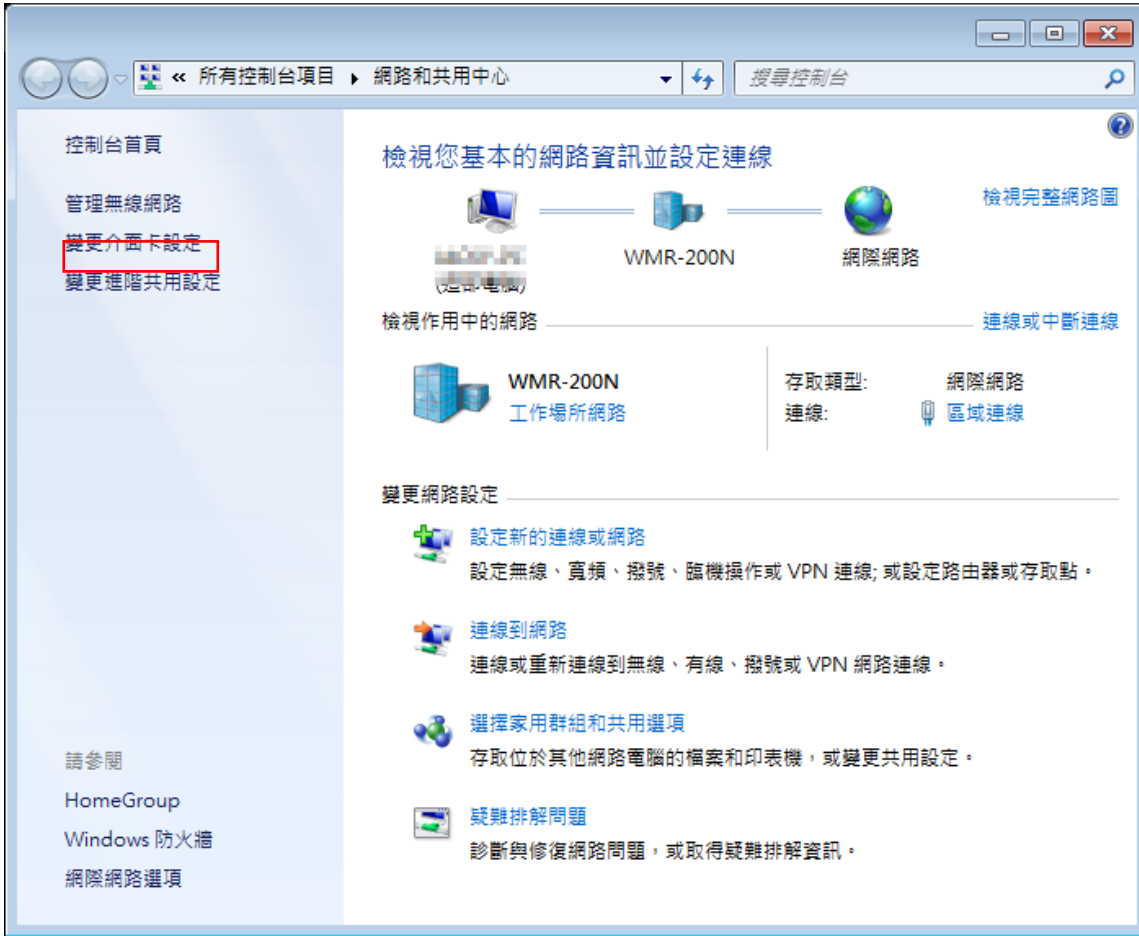 « 所有控制台項目 ▸ 網路和共用中心
搜尋控制台
控制台首頁
管理無線網路
變更介面卡設定
變更進階共用設定
檢視您基本的網路資訊並設定連線
檢視完整網路圖
WMR-200N
網際網路
(這部電腦)
檢視作用中的網路
連線或中斷連線
WMR-200N
工作場所網路
存取類型: 網際網路
連線: 區域連線
變更網路設定
設定新的連線或網路
設定無線、寬頻、撥號、臨機操作或 VPN 連線; 或設定路由器或存取點。
連線到網路
連線或重新連線到無線、有線、撥號或 VPN 網路連線。
選擇家用群組和共用選項
存取位於其他網路電腦的檔案和印表機，或變更共用設定。
疑難排解問題
診斷與修復網路問題，或取得疑難排解資訊。
請參閱
HomeGroup
Windows 防火牆
網際網路選項